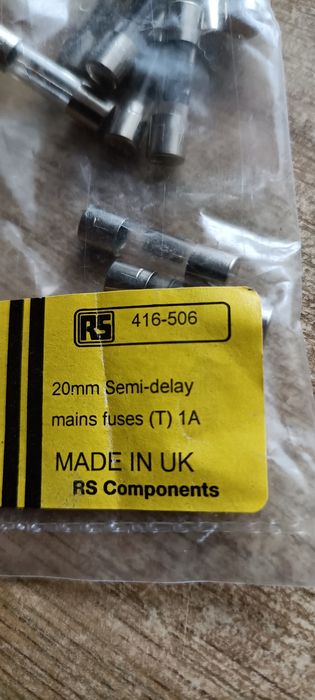 RS 416-506
20mm Semi-delay
mains fuses (T) 1A
MADE IN UK
RS Components